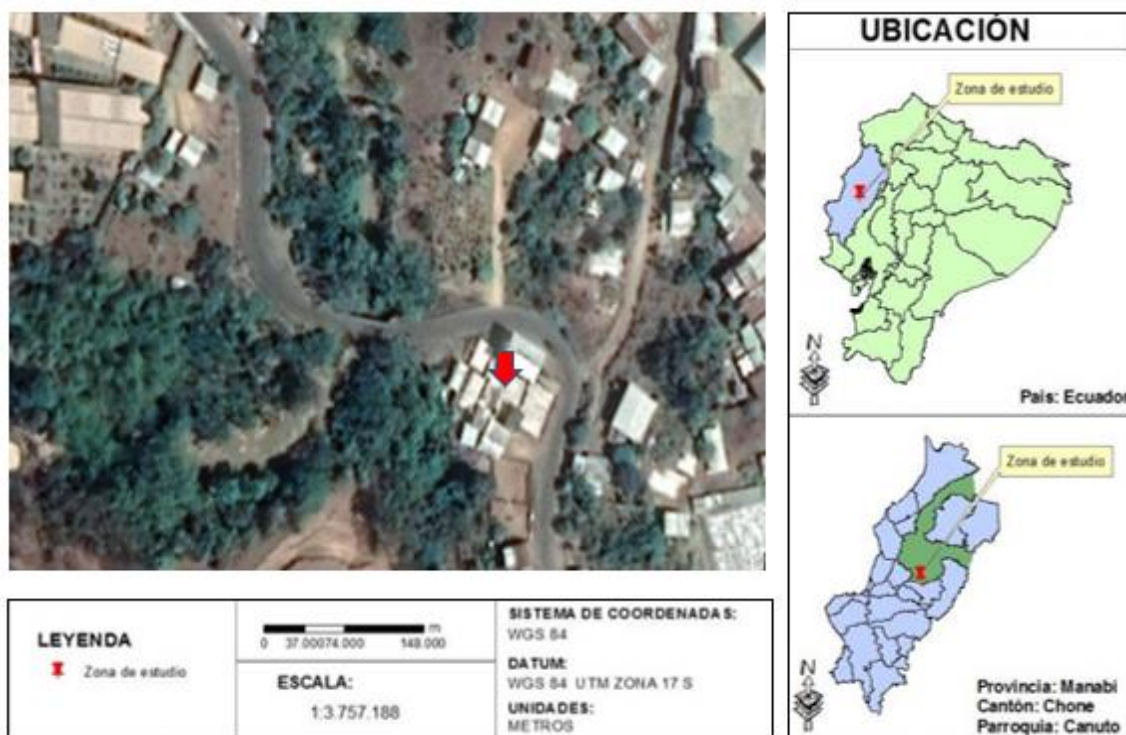 UBICACIÓN
Zona de estudio
N
País: Ecuador
Zona de estudio
N
Provincia: Manabí
Cantón: Chone
Parroquia: Canuto
LEYENDA
Zona de estudio
0 37.00074.000 148.000 m
ESCALA:
1:3.757.188
SISTEMA DE COORDENADAS:
WGS 84
DATUM:
WGS 84 UTM ZONA 17 S
UNIDADES:
METROS